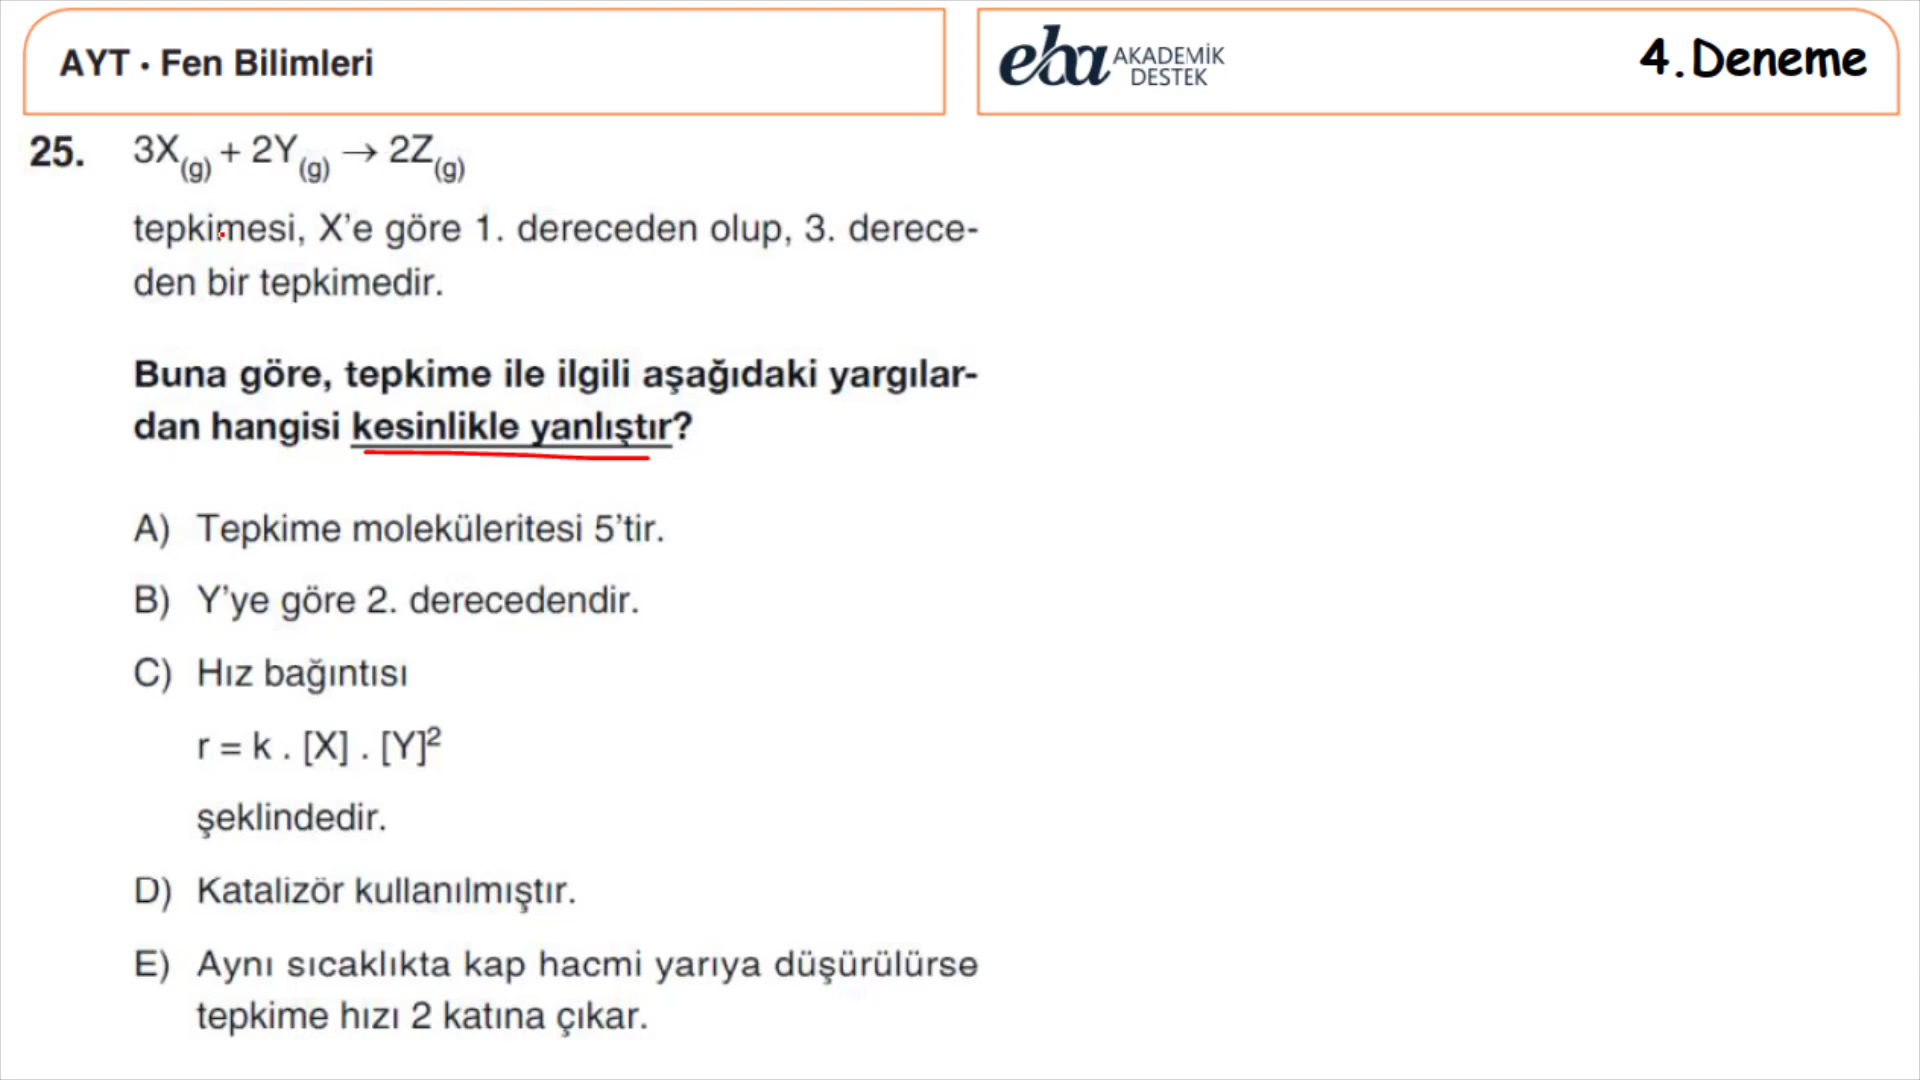 AYT • Fen Bilimleri
eba AKADEMİK DESTEK
4.Deneme
25. 3X(g) + 2Y(g) → 2Z(g)
tepkimesi, X’e göre 1. dereceden olup, 3. derece-
den bir tepkimedir.
Buna göre, tepkime ile ilgili aşağıdaki yargılar-
dan hangisi kesinlikle yanlıştır?
A) Tepkime moleküleritesi 5’tir.
B) Y’ye göre 2. derecedendir.
C) Hız bağıntısı
r = k . [X] . [Y]²
şeklindedir.
D) Katalizör kullanılmıştır.
E) Aynı sıcaklıkta kap hacmi yarıya düşürülürse
tepkime hızı 2 katına çıkar.